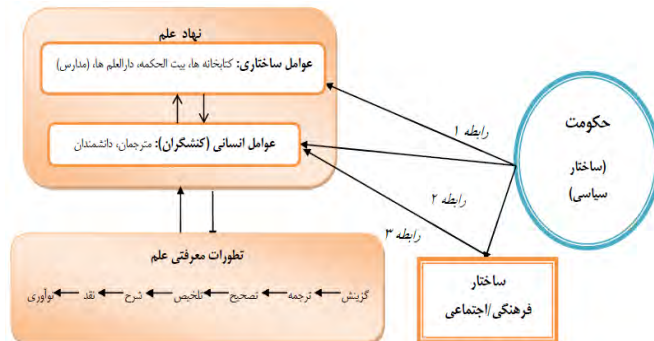 نهاد علم
عوامل ساختاری: کتابخانه ها، بیت الحکمه، دارالعلم ها، (مدارس)
عوامل انسانی (کنشگران): مترجمان، دانشمندان
حکومت
(ساختار
سیاسی)
رابطه ۱
رابطه ۲
رابطه ۳
تطورات معرفتی علم
گزینش ترجمه تصحیح تلخیص شرح نقد نوآوری
ساختار
فرهنگی/اجتماعی